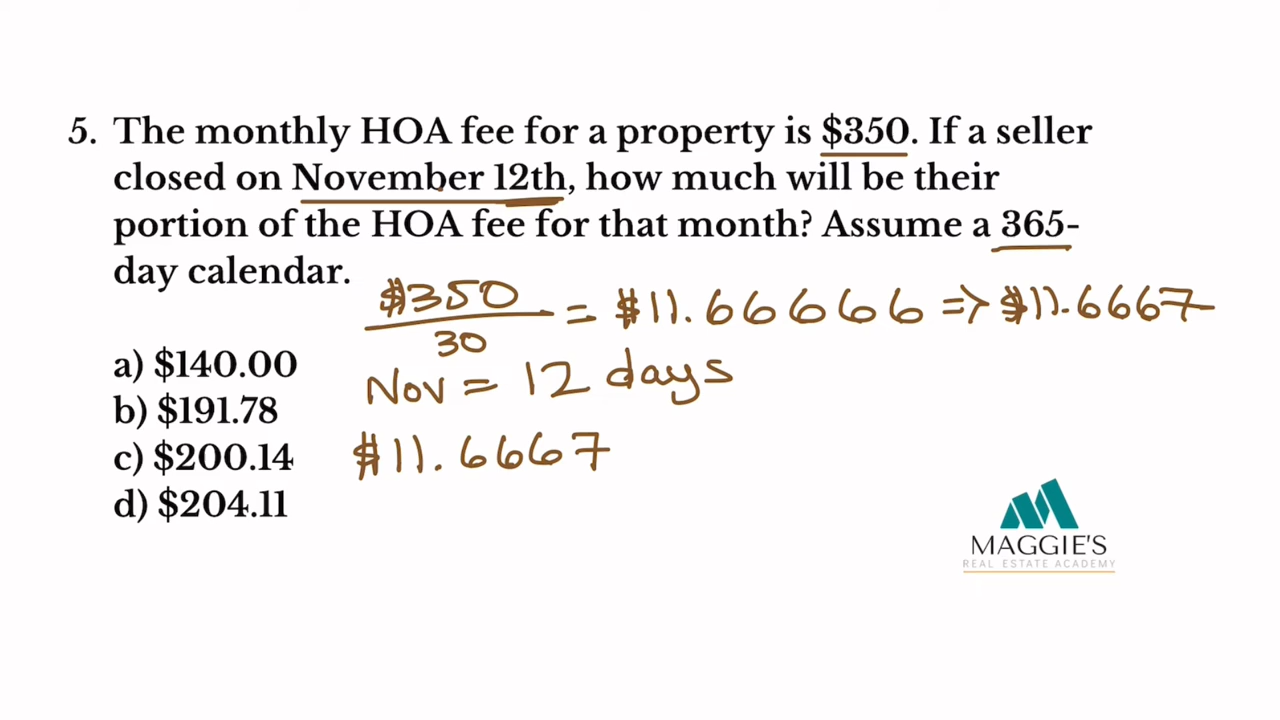 5. The monthly HOA fee for a property is $350. If a seller
closed on November 12th, how much will be their
portion of the HOA fee for that month? Assume a 365-
day calendar.
$350
30
= $11.66666 => $11.6667
a) $140.00
Nov = 12 days
b) $191.78
c) $200.14
$11.6667
d) $204.11
MAGGIE'S
REAL ESTATE ACADEMY